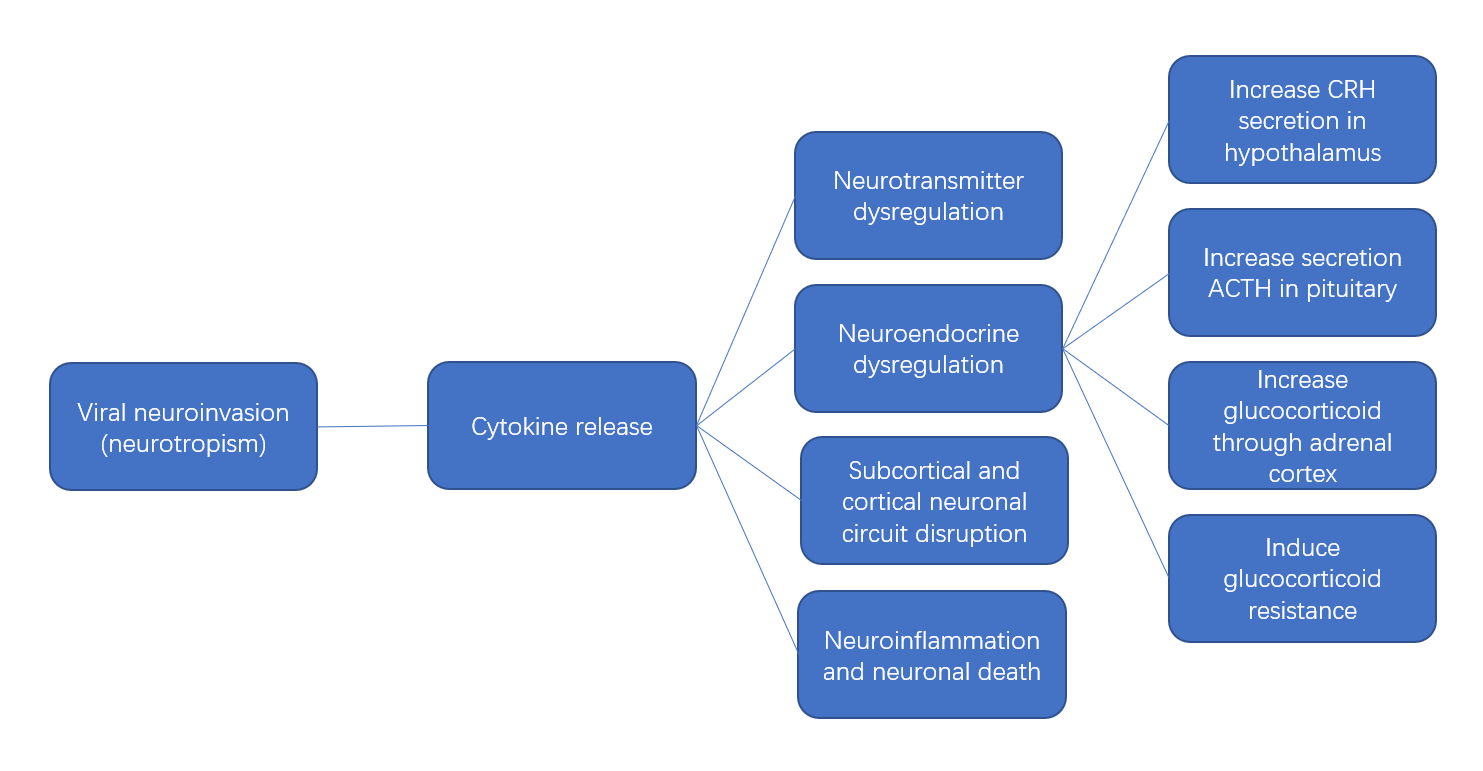 Viral neuroinvasion
(neurotropism)
Cytokine release
Neurotransmitter
dysregulation
Neuroendocrine
dysregulation
Subcortical and
cortical neuronal
circuit disruption
Neuroinflammation
and neuronal death
Increase CRH
secretion in
hypothalamus
Increase secretion
ACTH in pituitary
Increase
glucocorticoid
through adrenal
cortex
Induce
glucocorticoid
resistance